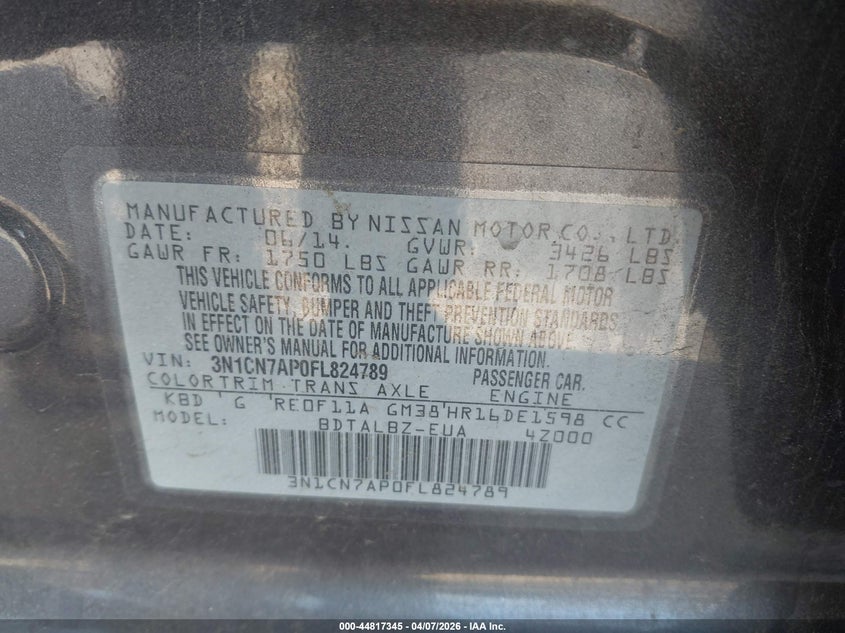 MANUFACTURED BY NISSAN MOTOR CO., LTD.
DATE: 06/14. GVWR: 3426 LBS
GAWR FR: 1750 LBS GAWR RR: 1708 LBS
THIS VEHICLE CONFORMS TO ALL APPLICABLE FEDERAL MOTOR
VEHICLE SAFETY, BUMPER AND THEFT PREVENTION STANDARDS
IN EFFECT ON THE DATE OF MANUFACTURE SHOWN ABOVE.
SEE OWNER'S MANUAL FOR ADDITIONAL INFORMATION.
VIN: 3N1CN7AP0FL824789 PASSENGER CAR.
COLOR TRIM TRANS AXLE ENGINE
KBD G RE0F11A GM38 HR16DE1598 CC
MODEL: BDTALBZ-EUA 4Z000
3N1CN7AP0FL824789
000-44817345 | 04/07/2026 - IAA Inc.